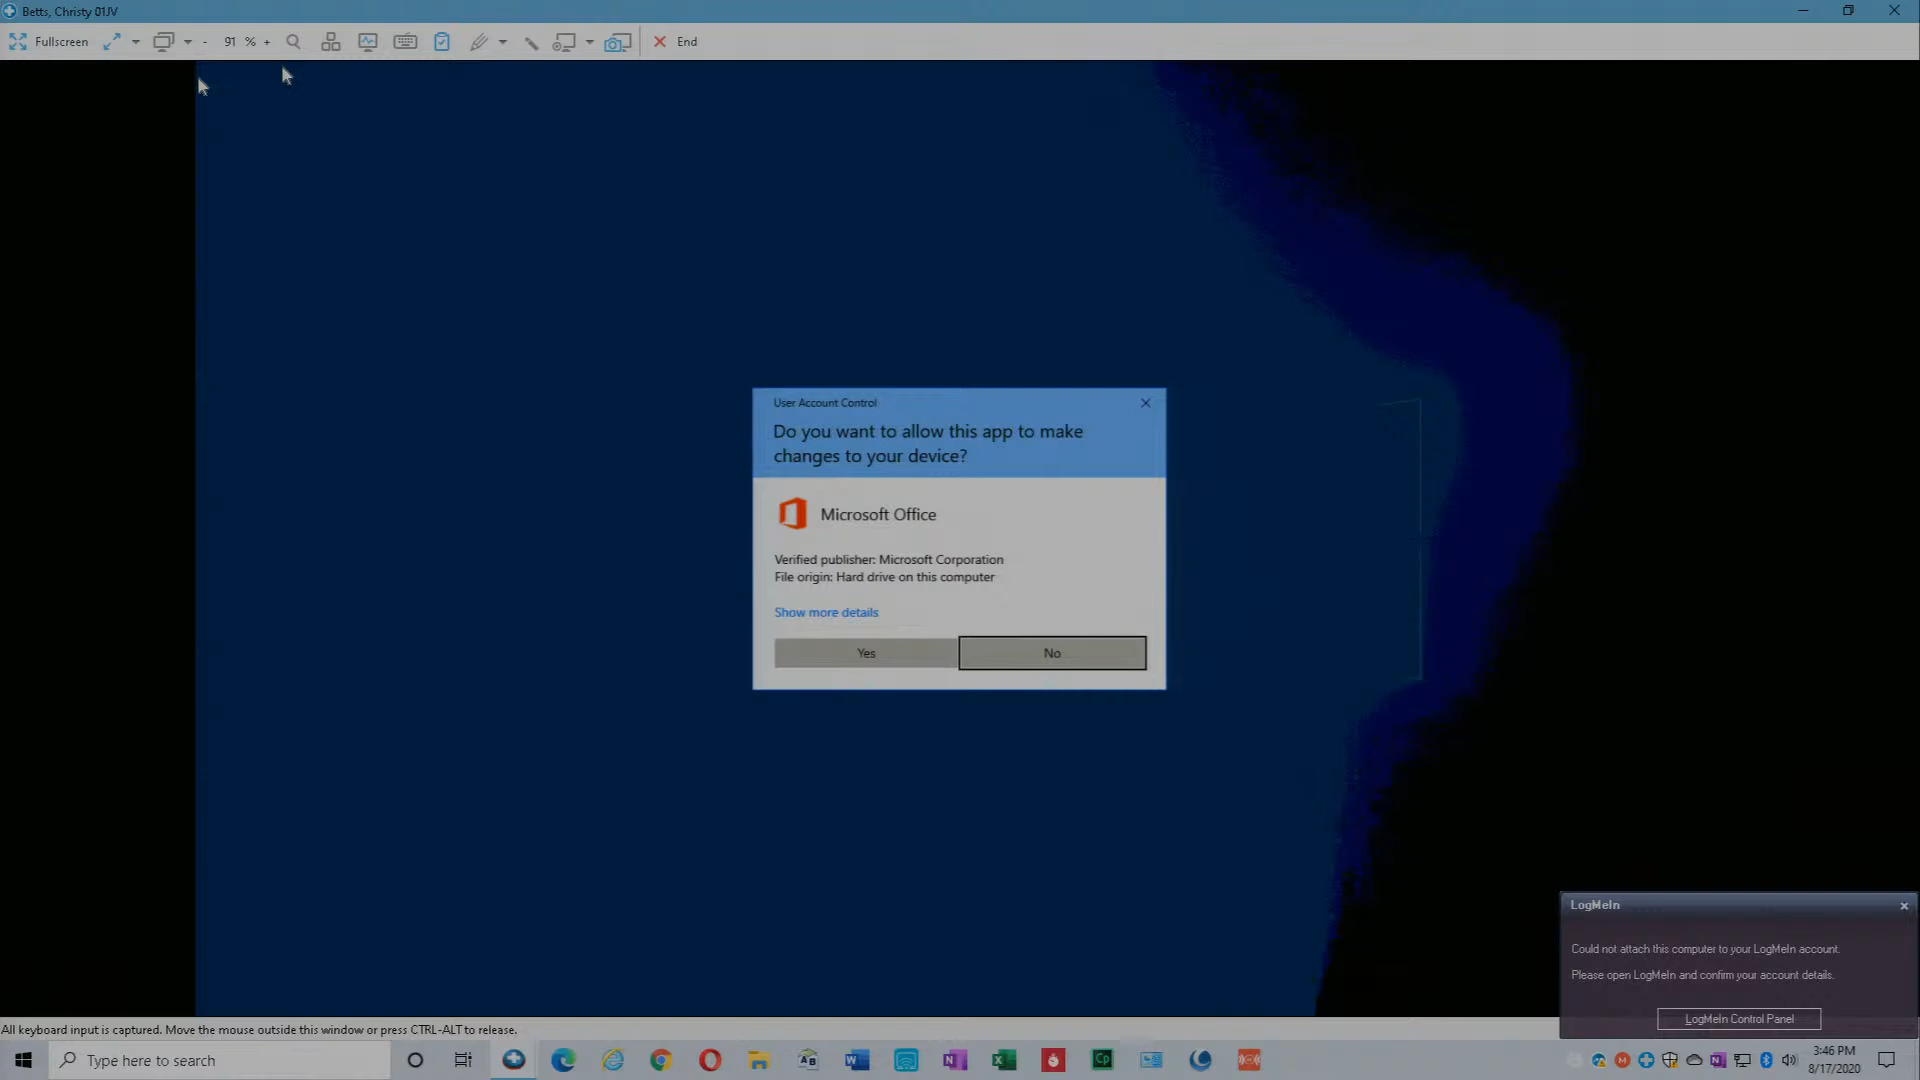 Betts, Christy 01JV
Fullscreen
- 91 % +
End
User Account Control
Do you want to allow this app to make
changes to your device?
Microsoft Office
Verified publisher: Microsoft Corporation
File origin: Hard drive on this computer
Show more details
Yes
No
LogMeIn
Could not attach this computer to your LogMeIn account.
Please open LogMeIn and confirm your account details.
LogMeIn Control Panel
All keyboard input is captured. Move the mouse outside this window or press CTRL-ALT to release.
Type here to search
3:46 PM
8/17/2020